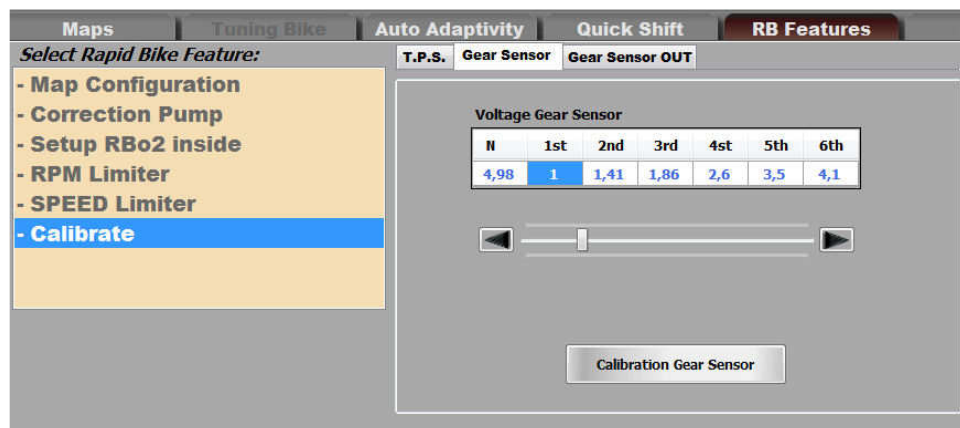 Maps Tuning Bike Auto Adaptivity Quick Shift RB Features
Select Rapid Bike Feature:
- Map Configuration
- Correction Pump
- Setup RBo2 inside
- RPM Limiter
- SPEED Limiter
- Calibrate
T.P.S. Gear Sensor Gear Sensor OUT
Voltage Gear Sensor
N 1st 2nd 3rd 4st 5th 6th
4,98 1 1,41 1,86 2,6 3,5 4,1
Calibration Gear Sensor